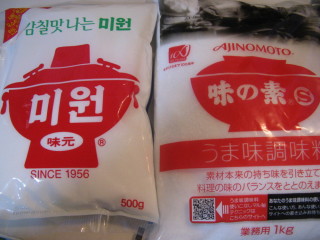 감칠맛 나는 미원
미원
味元
®
SINCE 1956
500g
AJINOMOTO®
味の素®
S
うま味調味料
素材本来の持ち味を引き立て
料理の味のバランスをととのえま
業務用 1kg